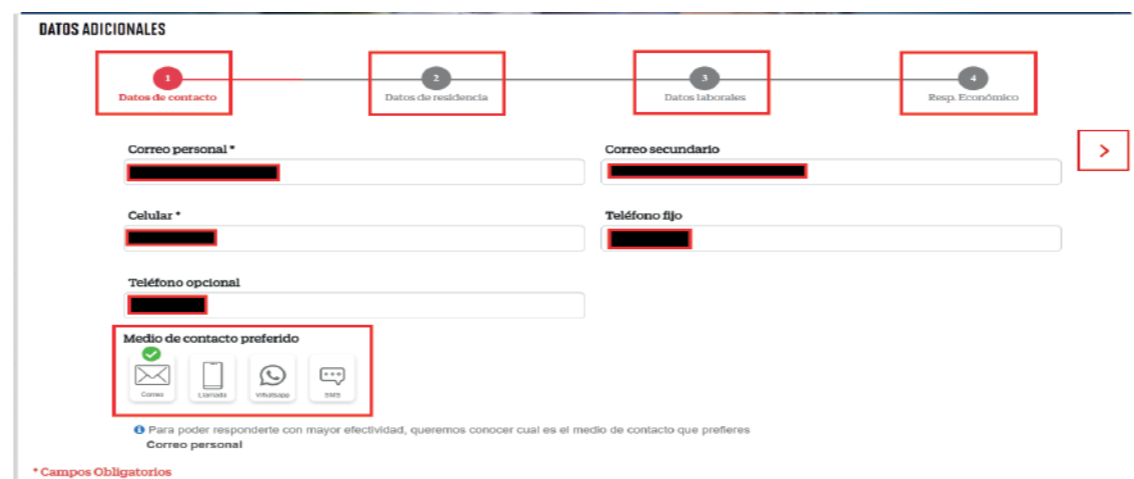 DATOS ADICIONALES
1 2 3 4
Datos de contacto Datos de residencia Datos laborales Resp. Económico
Correo personal * Correo secundario
Celular * Teléfono fijo
Teléfono opcional
Medio de contacto preferido
Correo Llamada Whatsapp SMS
Para poder responderte con mayor efectividad, queremos conocer cual es el medio de contacto que prefieres
Correo personal
* Campos Obligatorios